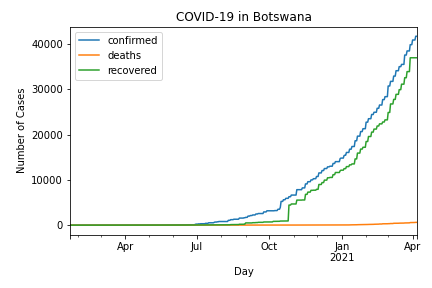 COVID-19 in Botswana
confirmed
deaths
recovered
Number of Cases
40000
30000
20000
10000
0
Apr
Jul
Oct
Jan
2021
Apr
Day